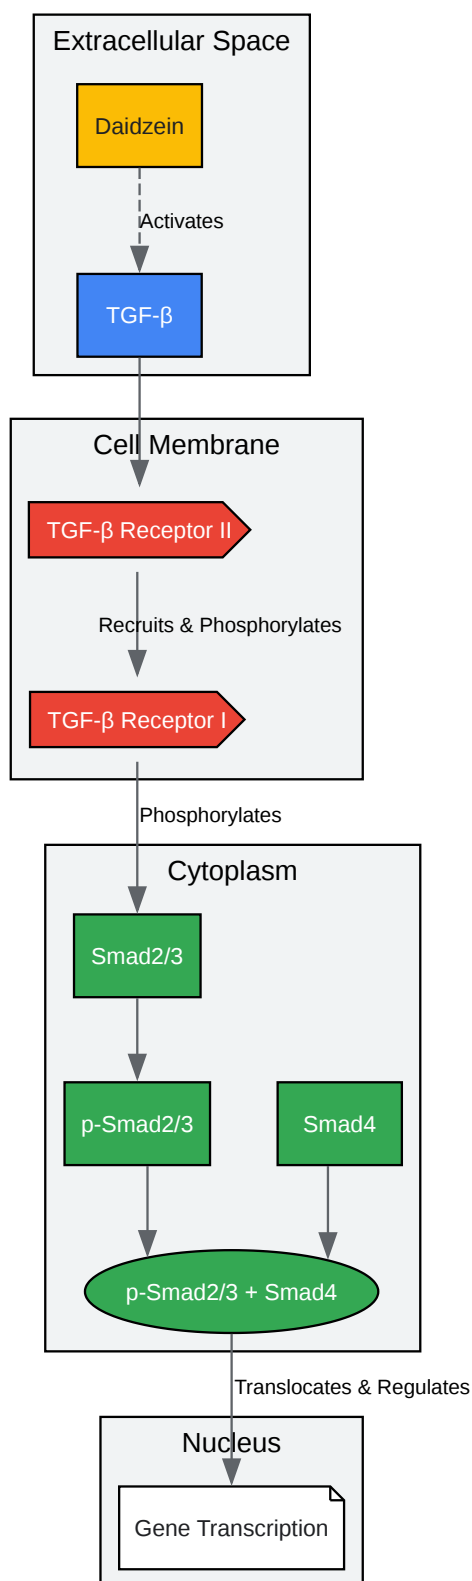 Extracellular Space
Daidzein
Activates
TGF-β
Cell Membrane
TGF-β Receptor II
Recruits & Phosphorylates
TGF-β Receptor I
Phosphorylates
Cytoplasm
Smad2/3
p-Smad2/3
Smad4
p-Smad2/3 + Smad4
Translocates & Regulates
Nucleus
Gene Transcription